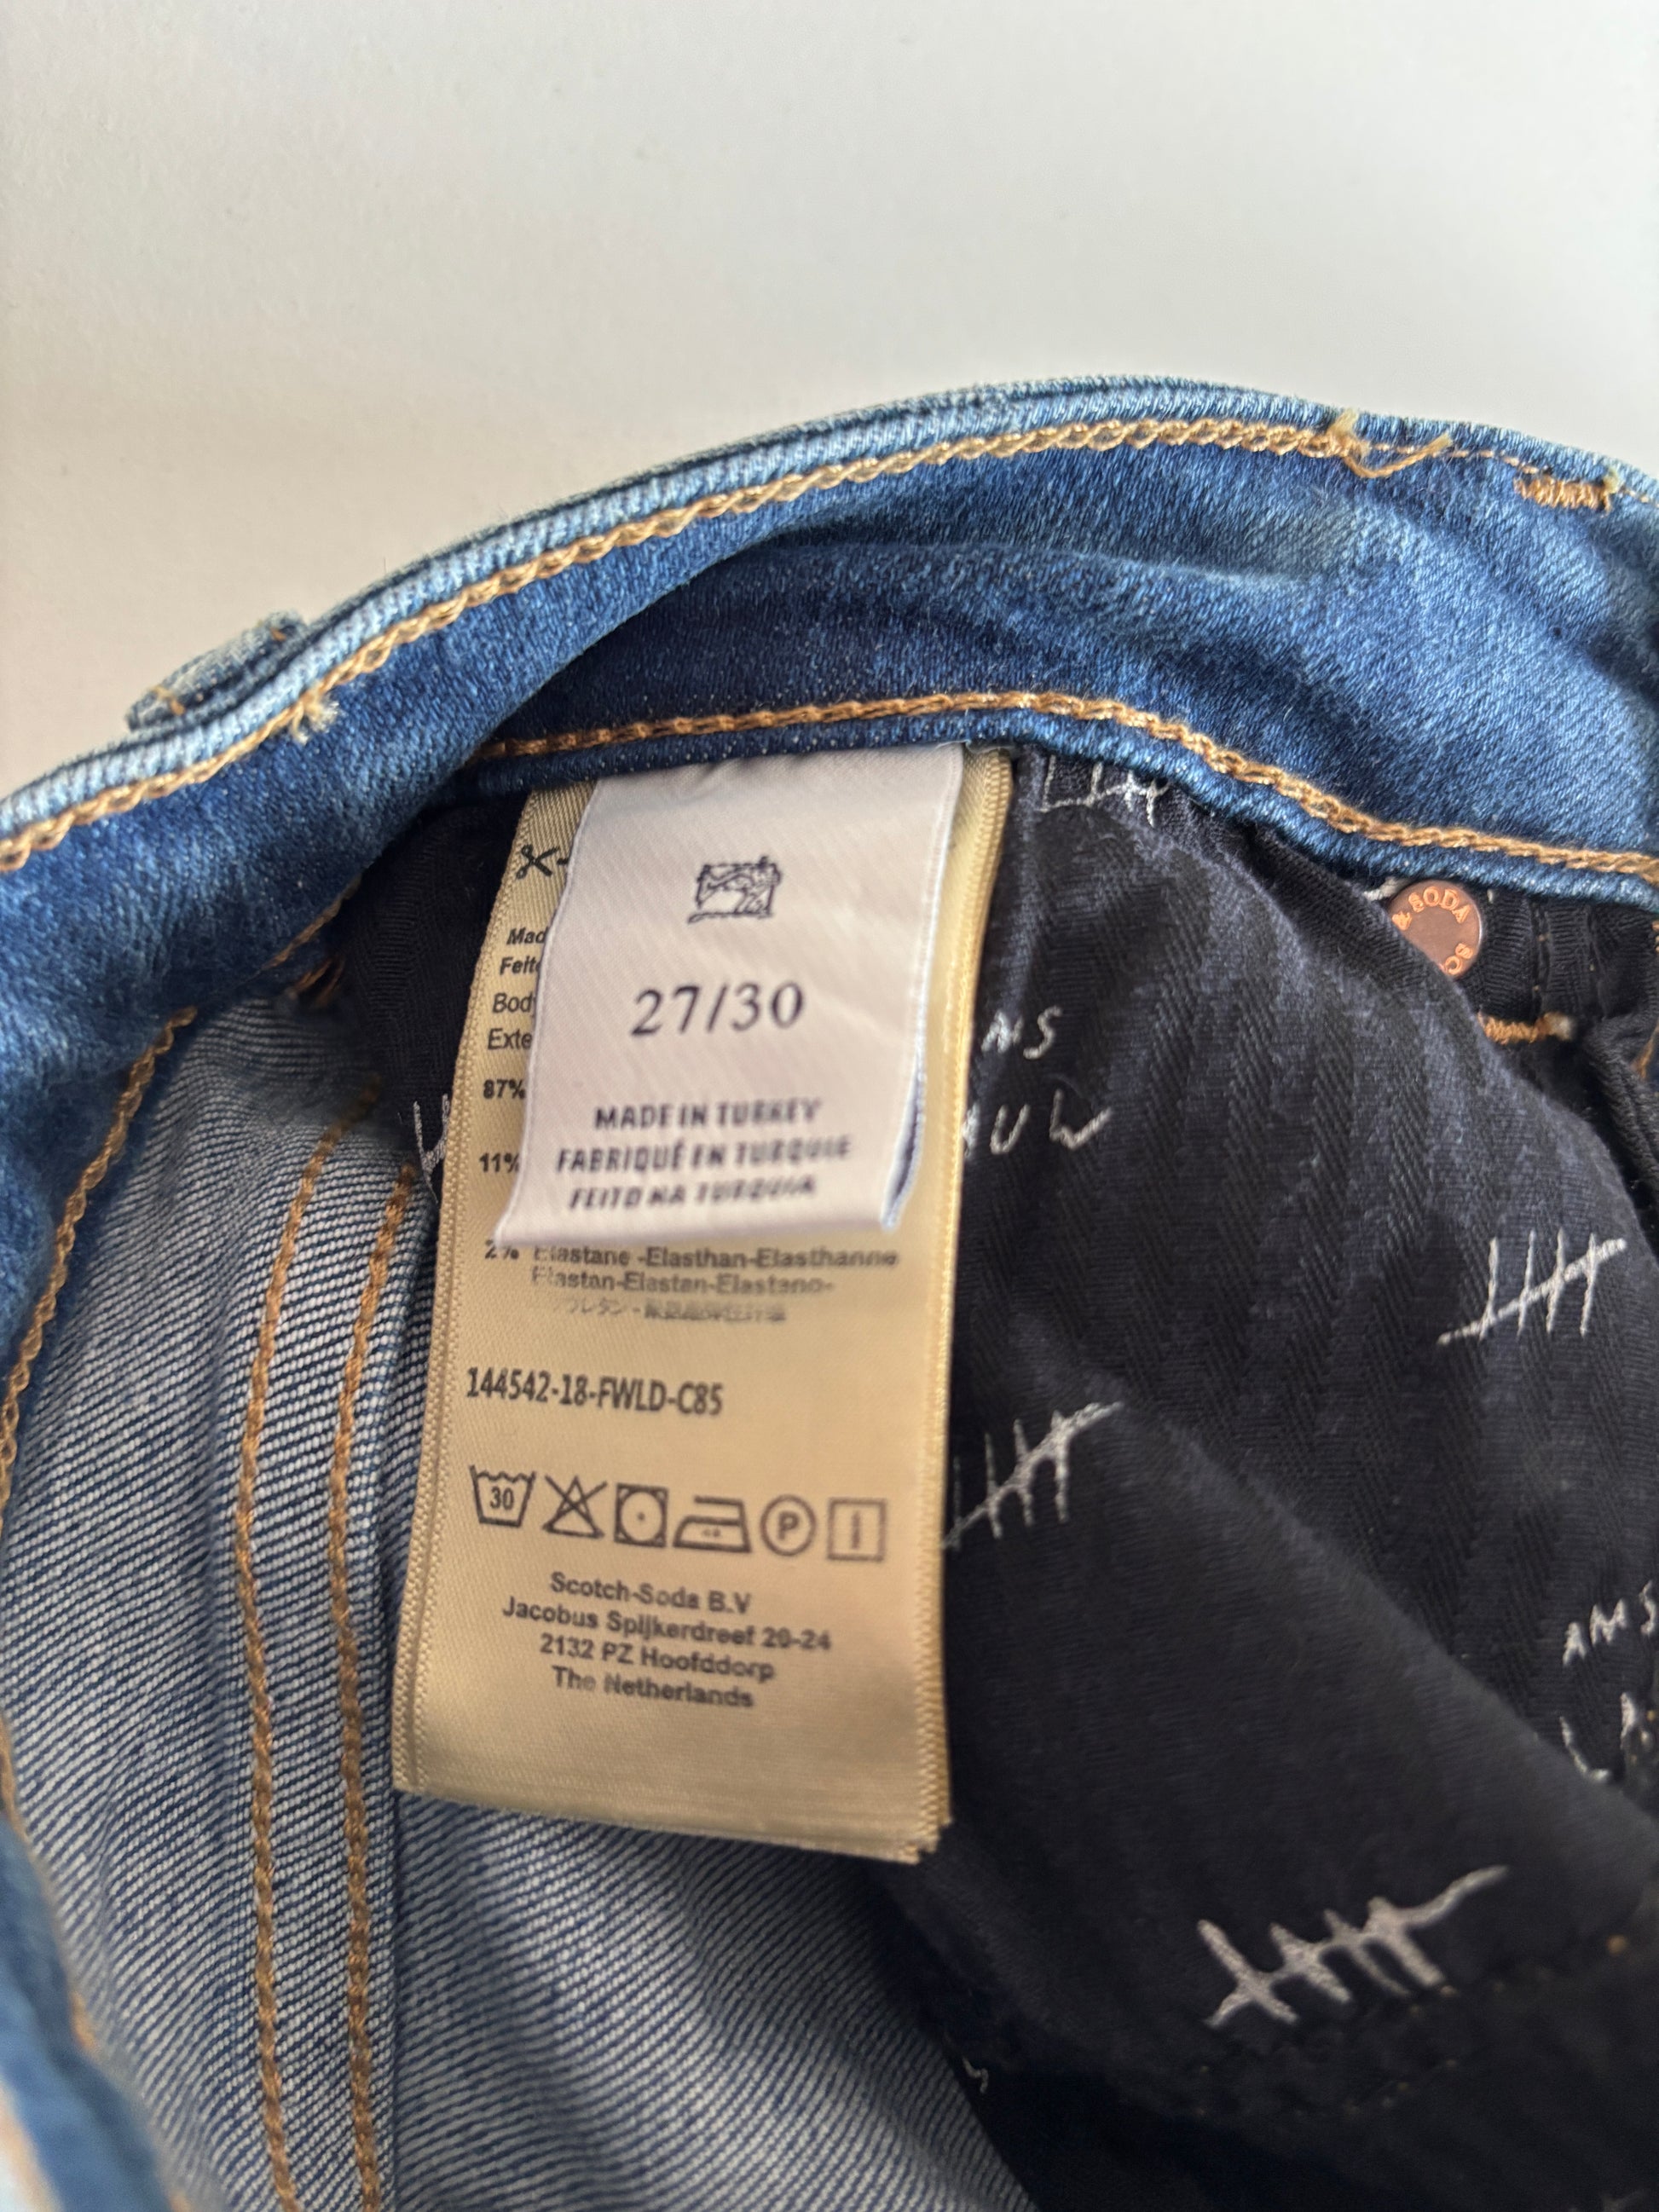 27/30
MADE IN TURKEY
FABRIQUÉ EN TURQUIE
FEITO NA TURQUIA
87%
11%
2% Elastane -Elasthan-Elasthanne
Elastan-Elastan-Elastano-
144542-18-FWLD-C85
30
P
Scotch-Soda B.V
Jacobus Spijkerdreef 20-24
2132 PZ Hoofddorp
The Netherlands
& SODA